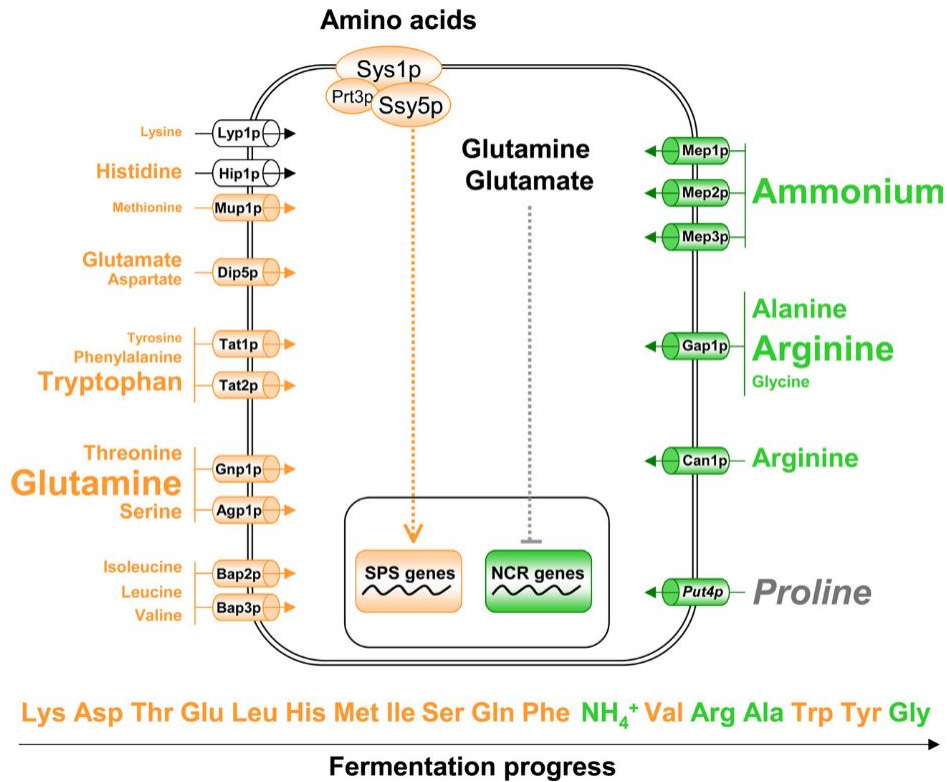 Amino acids
Sys1p
Prt3p
Ssy5p
Lysine
Lyp1p
Histidine
Hip1p
Methionine
Mup1p
Glutamate
Aspartate
Dip5p
Tyrosine
Phenylalanine
Tryptophan
Tat1p
Tat2p
Threonine
Glutamine
Serine
Gnp1p
Agp1p
Isoleucine
Leucine
Valine
Bap2p
Bap3p
Glutamine
Glutamate
SPS genes
NCR genes
Mep1p
Mep2p
Mep3p
Ammonium
Gap1p
Alanine
Arginine
Glycine
Can1p
Arginine
Put4p
Proline
Lys Asp Thr Glu Leu His Met Ile Ser Gln Phe NH₄⁺ Val Arg Ala Trp Tyr Gly
Fermentation progress